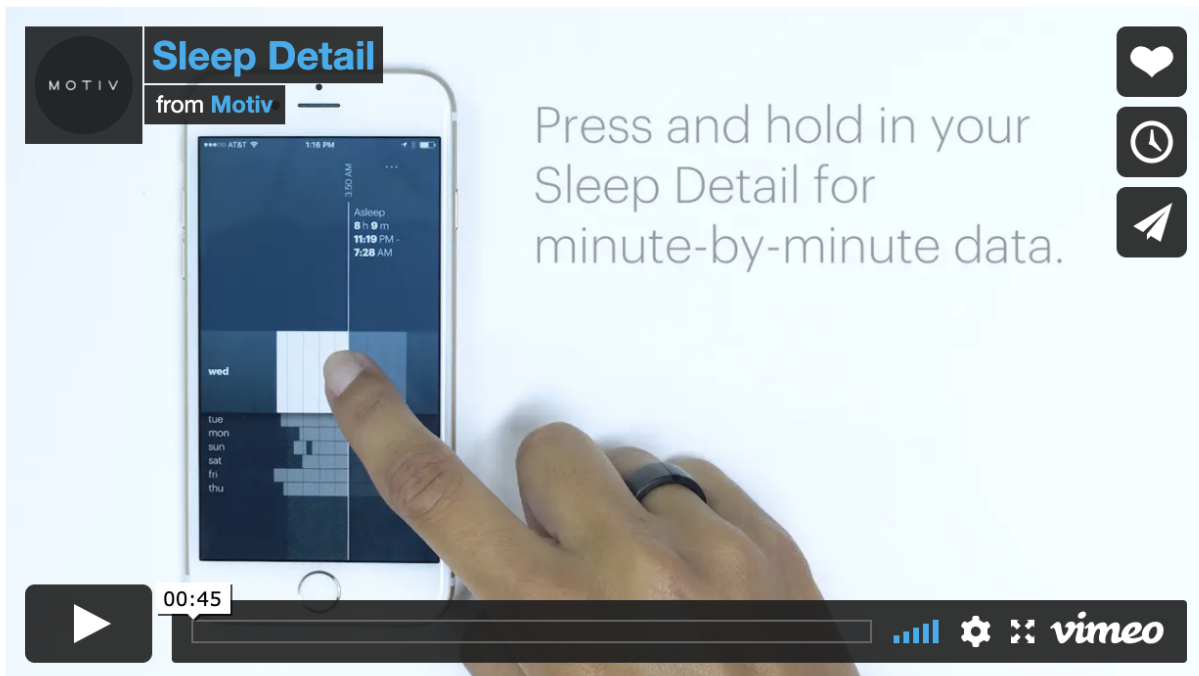 MOTIV
Sleep Detail
from Motiv
Press and hold in your
Sleep Detail for
minute-by-minute data.
AT&T
1:16 PM
3:50 AM
Asleep
8 h 9 m
11:19 PM -
7:28 AM
wed
tue
mon
sun
sat
fri
thu
00:45
vimeo